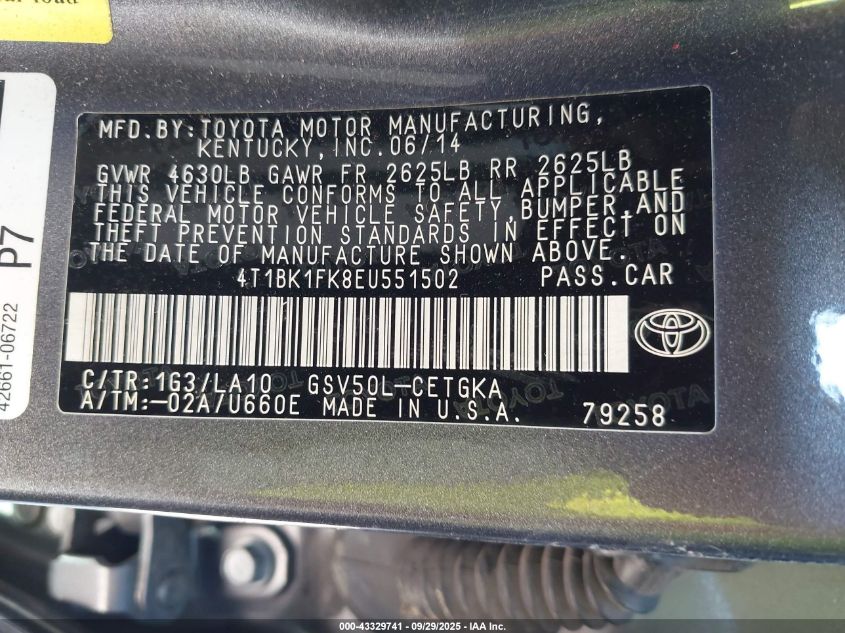 MFD.BY:TOYOTA MOTOR MANUFACTURING,
KENTUCKY,INC.06/14
GVWR 4630LB GAWR FR 2625LB RR 2625LB
THIS VEHICLE CONFORMS TO ALL APPLICABLE
FEDERAL MOTOR VEHICLE SAFETY,BUMPER,AND
THEFT PREVENTION STANDARDS IN EFFECT ON
THE DATE OF MANUFACTURE SHOWN ABOVE.
4T1BK1FK8EU551502 PASS.CAR
C/TR:1G3/LA10 GSV50L-CETGKA
A/TM:-02A/U660E MADE IN U.S.A. 79258
P7
42661-06722
000-43329741 - 09/29/2025 - IAA Inc.